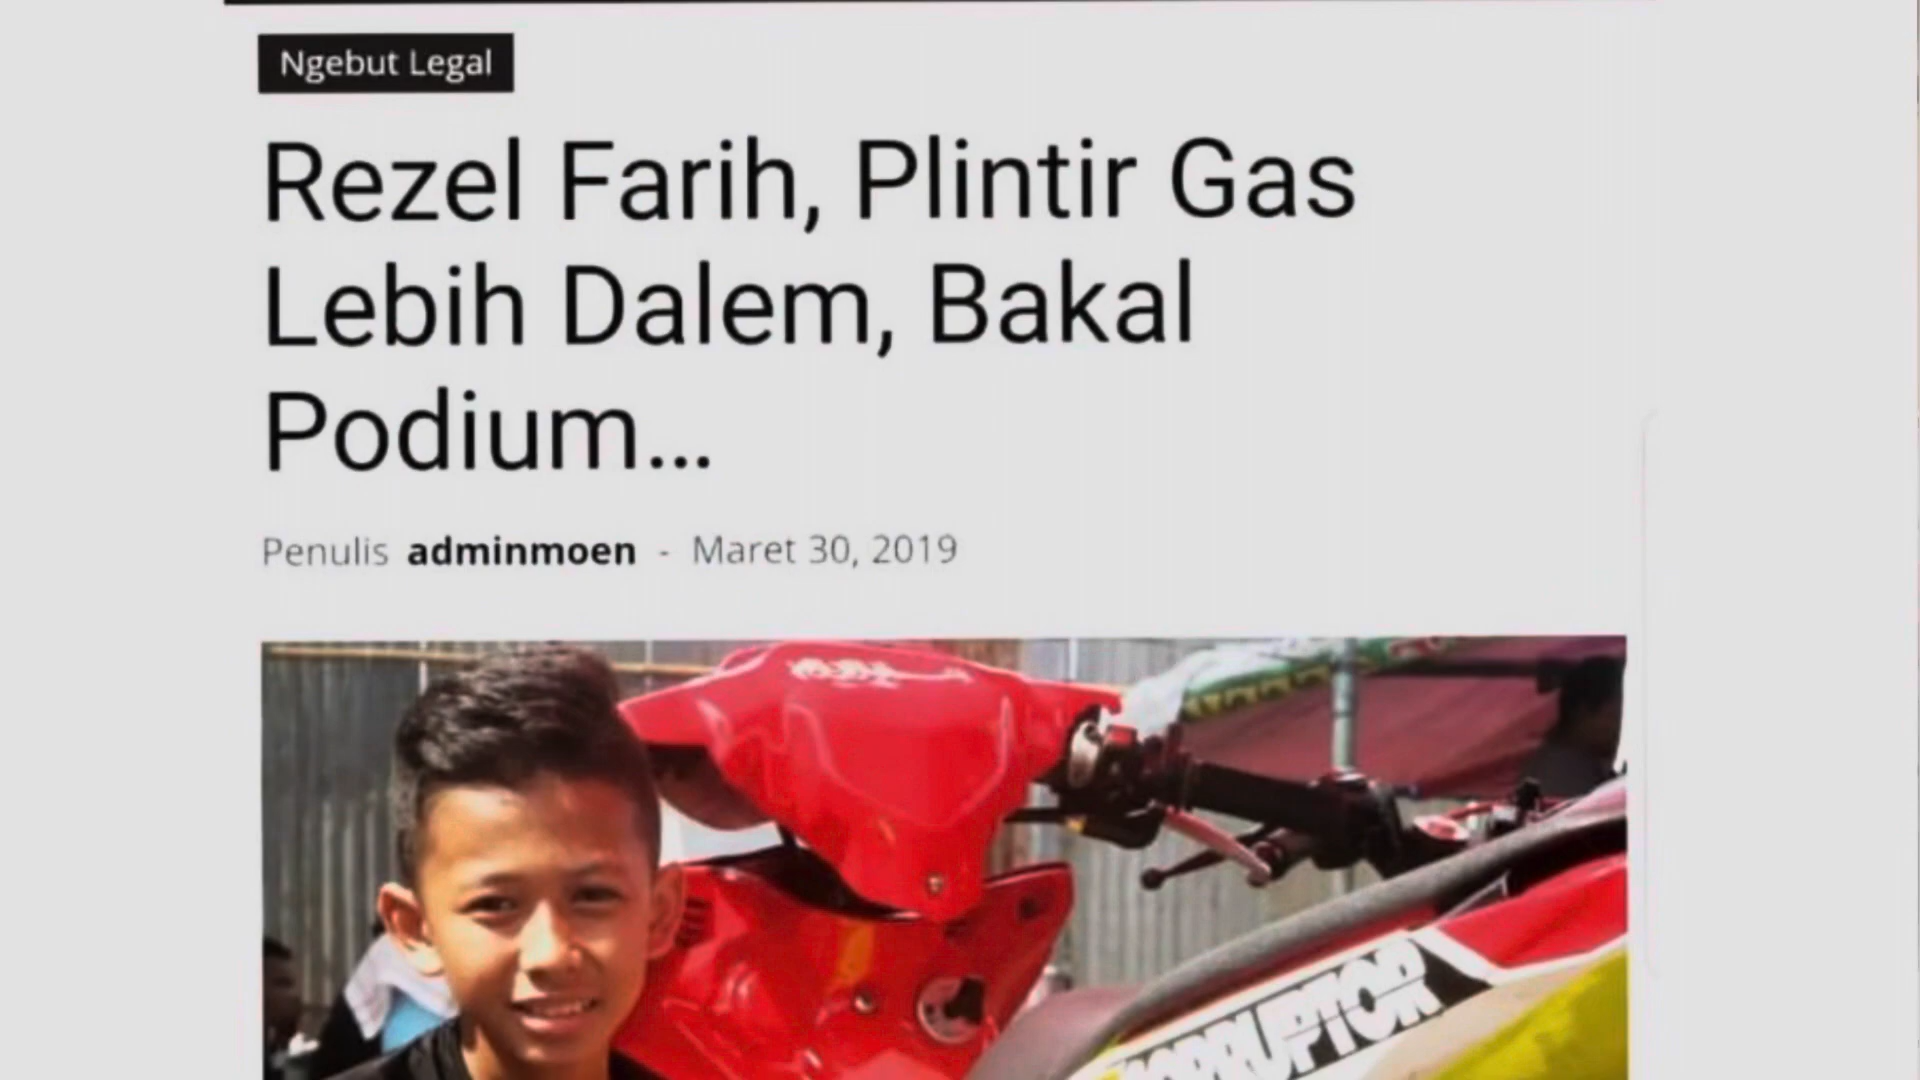 Ngebut Legal
Rezel Farih, Plintir Gas
Lebih Dalem, Bakal
Podium...
Penulis adminmoen - Maret 30, 2019